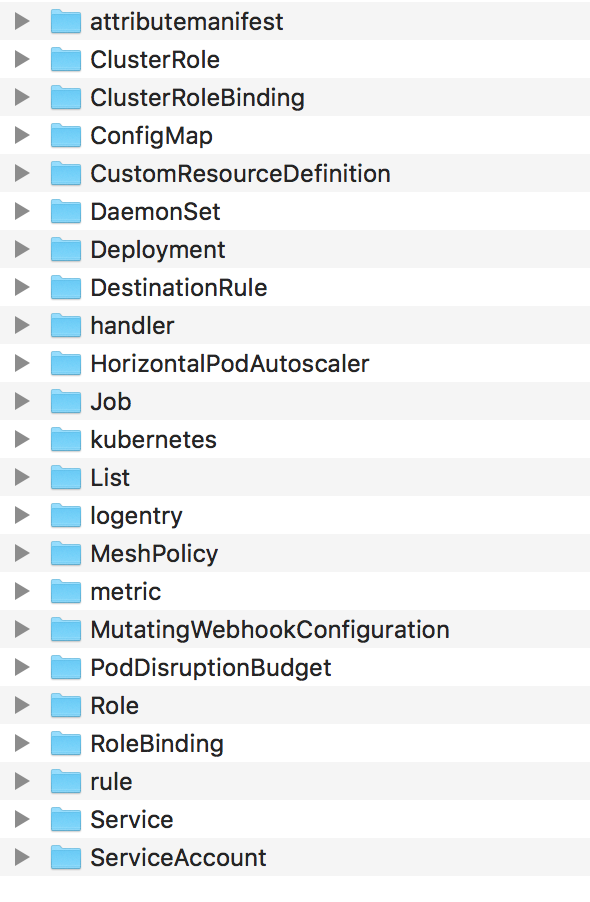 attributemanifest
ClusterRole
ClusterRoleBinding
ConfigMap
CustomResourceDefinition
DaemonSet
Deployment
DestinationRule
handler
HorizontalPodAutoscaler
Job
kubernetes
List
logentry
MeshPolicy
metric
MutatingWebhookConfiguration
PodDisruptionBudget
Role
RoleBinding
rule
Service
ServiceAccount